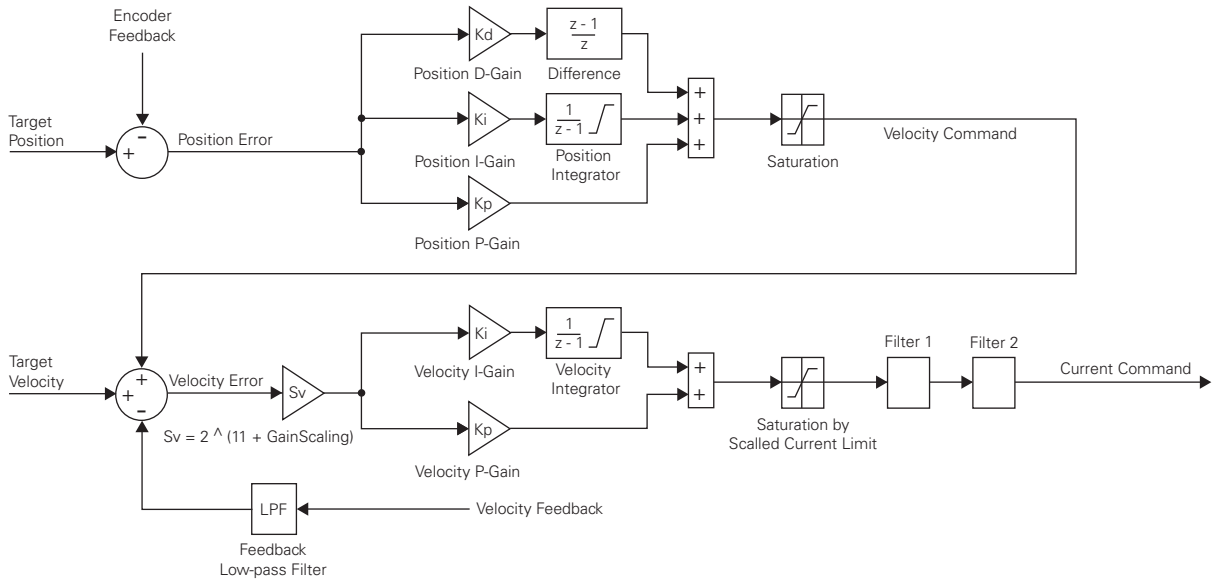 Encoder
Feedback
Target
Position
-
+
Position Error
Kd
Position D-Gain
z - 1
z
Difference
Ki
Position I-Gain
1
z - 1
Position
Integrator
Kp
Position P-Gain
+
+
+
Saturation
Velocity Command
Target
Velocity
+
+
-
Velocity Error
Sv
Sv = 2 ^ (11 + GainScaling)
Ki
Velocity I-Gain
1
z - 1
Velocity
Integrator
Kp
Velocity P-Gain
+
+
Saturation by
Scalled Current Limit
Filter 1
Filter 2
Current Command
LPF
Feedback
Low-pass Filter
Velocity Feedback